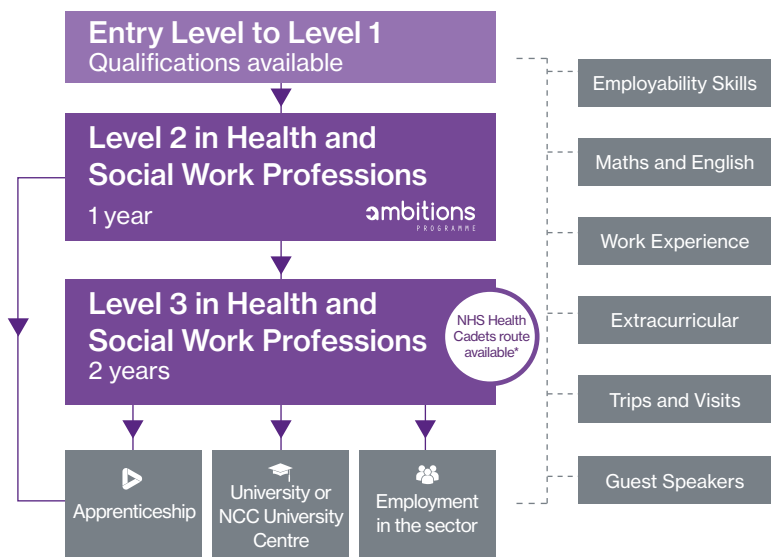 Entry Level to Level 1
Qualifications available
Level 2 in Health and
Social Work Professions
1 year
ambitions
PROGRAMME
Level 3 in Health and
Social Work Professions
2 years
NHS Health
Cadets route
available*
Apprenticeship
University or
NCC University
Centre
Employment
in the sector
Employability Skills
Maths and English
Work Experience
Extracurricular
Trips and Visits
Guest Speakers